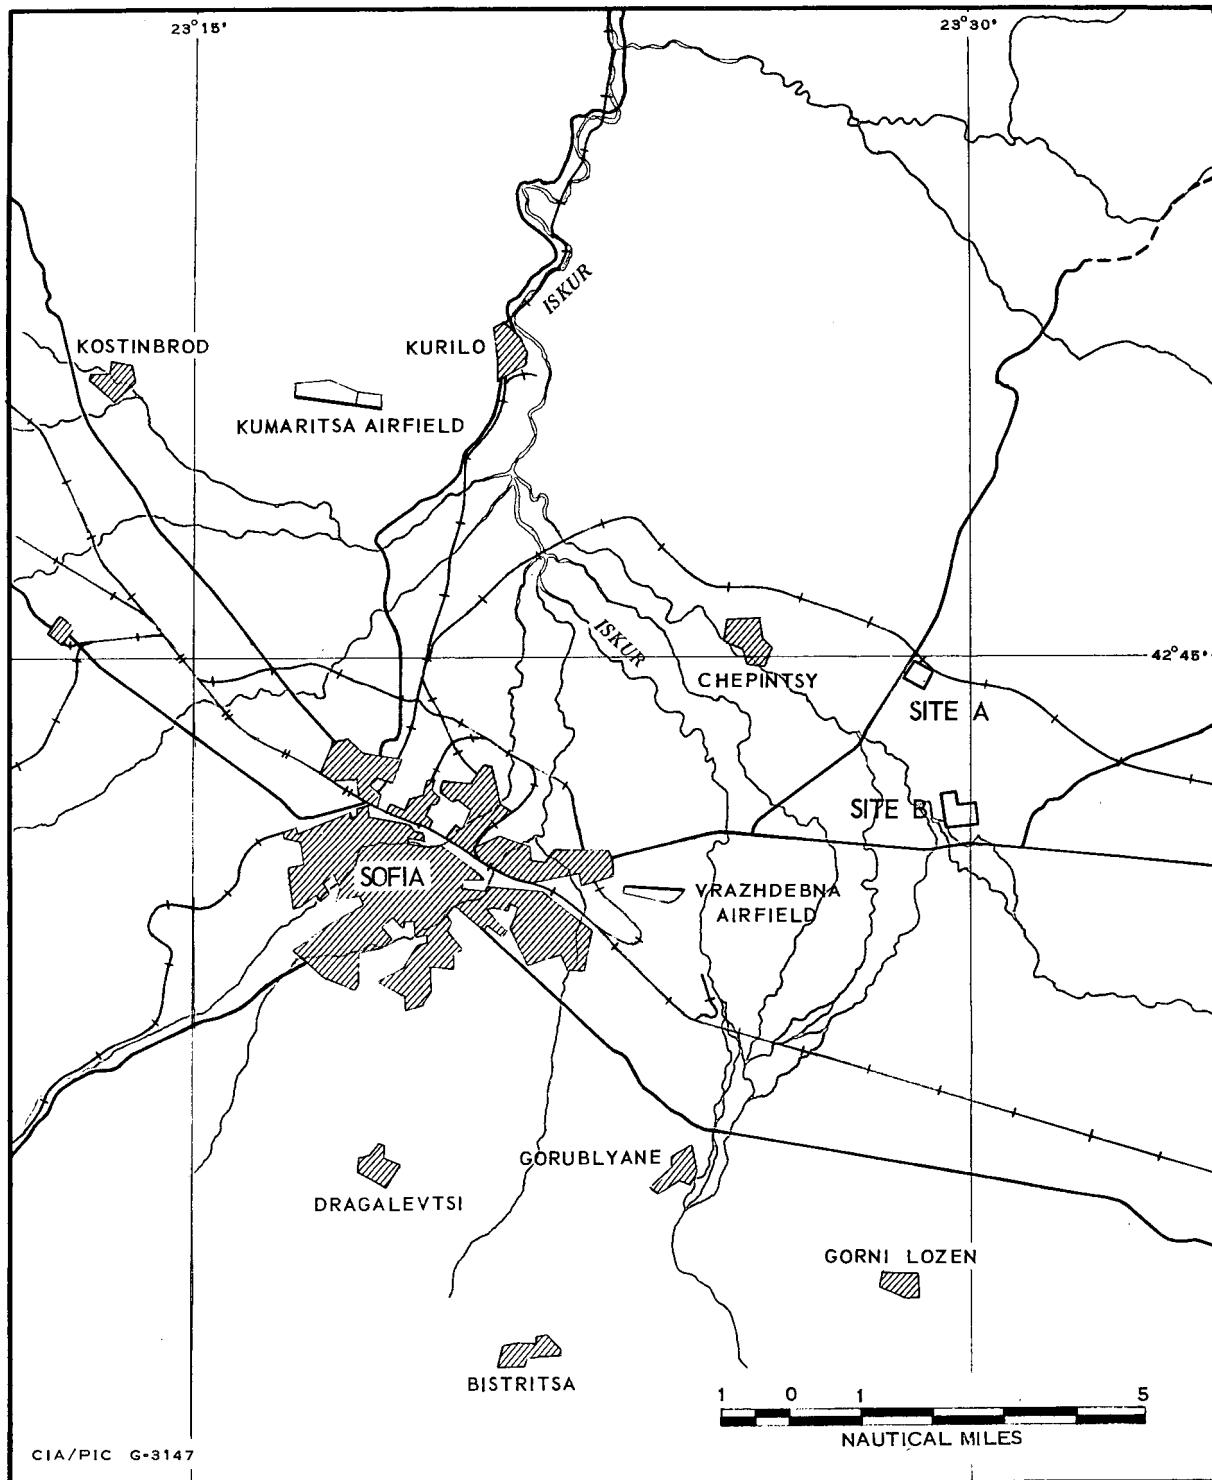 23°15'
23°30'
ISKUR
KOSTINBROD
KURILO
KUMARITSA AIRFIELD
ISKUR
42°45'
CHEPINTSY
SITE A
SITE B
SOFIA
VRAZHDEBNA
AIRFIELD
GORUBLYANE
DRAGALEVTSI
GORNI LOZEN
BISTRITSA
1 0 1 5
NAUTICAL MILES
CIA/PIC G-3147